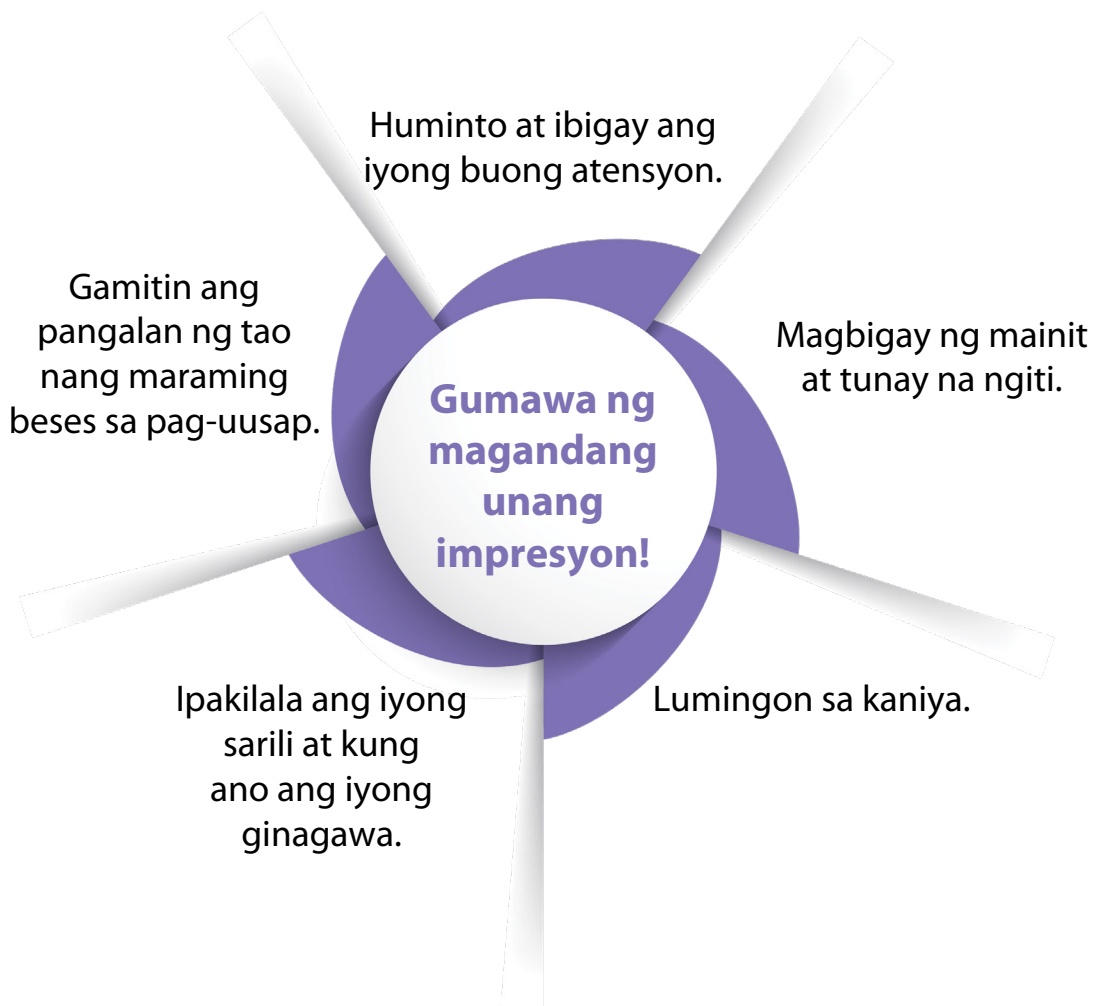 Huminto at ibigay ang
iyong buong atensyon.
Magbigay ng mainit
at tunay na ngiti.
Lumingon sa kaniya.
Ipakilala ang iyong
sarili at kung
ano ang iyong
ginagawa.
Gamitin ang
pangalan ng tao
nang maraming
beses sa pag-uusap.
Gumawa ng
magandang
unang
impresyon!